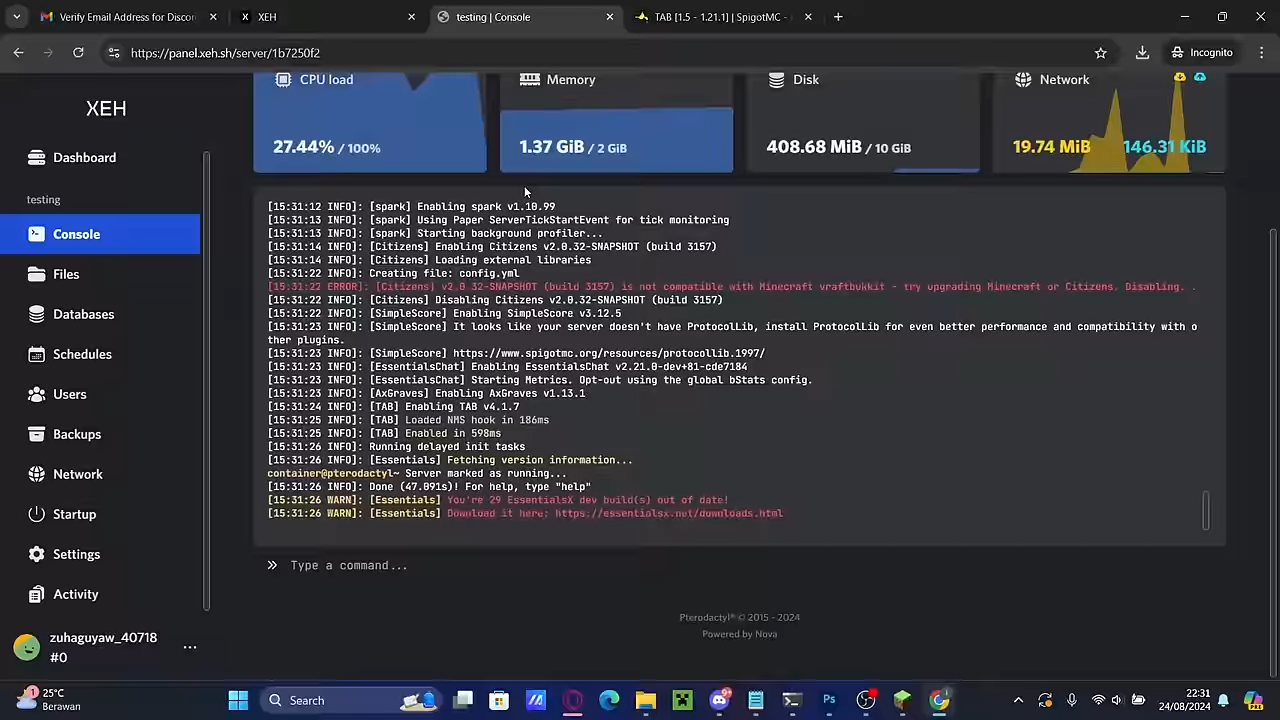 Verify Email Address for Discor
XEH
testing | Console
TAB [1.5 - 1.21.1] | SpigotMC -
https://panel.xeh.sh/server/1b7250f2
Incognito
XEH
Dashboard
testing
Console
Files
Databases
Schedules
Users
Backups
Network
Startup
Settings
Activity
zuhaguyaw_40718
#0
CPU load
27.44% / 100%
Memory
1.37 GiB / 2 GiB
Disk
408.68 MiB / 10 GiB
Network
19.74 MiB
146.31 KiB
[15:31:12 INFO]: [spark] Enabling spark v1.10.99
[15:31:13 INFO]: [spark] Using Paper ServerTickStartEvent for tick monitoring
[15:31:13 INFO]: [spark] Starting background profiler...
[15:31:14 INFO]: [Citizens] Enabling Citizens v2.0.32-SNAPSHOT (build 3157)
[15:31:14 INFO]: [Citizens] Loading external libraries
[15:31:22 INFO]: Creating file: config.yml
[15:31:22 ERROR]: [Citizens] v2.0.32-SNAPSHOT (build 3157) is not compatible with Minecraft vraftbukkit - try upgrading Minecraft or Citizens. Disabling. .
[15:31:22 INFO]: [Citizens] Disabling Citizens v2.0.32-SNAPSHOT (build 3157)
[15:31:22 INFO]: [SimpleScore] Enabling SimpleScore v3.12.5
[15:31:23 INFO]: [SimpleScore] It looks like your server doesn't have ProtocolLib, install ProtocolLib for even better performance and compatibility with o
ther plugins.
[15:31:23 INFO]: [SimpleScore] https://www.spigotmc.org/resources/protocollib.1997/
[15:31:23 INFO]: [EssentialsChat] Enabling EssentialsChat v2.21.0-dev+81-cde7184
[15:31:23 INFO]: [EssentialsChat] Starting Metrics. Opt-out using the global bStats config.
[15:31:23 INFO]: [AxGraves] Enabling AxGraves v1.13.1
[15:31:24 INFO]: [TAB] Enabling TAB v4.1.7
[15:31:25 INFO]: [TAB] Loaded NMS hook in 186ms
[15:31:25 INFO]: [TAB] Enabled in 598ms
[15:31:26 INFO]: Running delayed init tasks
[15:31:26 INFO]: [Essentials] Fetching version information...
container@pterodactyl~ Server marked as running...
[15:31:26 INFO]: Done (47.091s)! For help, type "help"
[15:31:26 WARN]: [Essentials] You're 29 EssentialsX dev build(s) out of date!
[15:31:26 WARN]: [Essentials] Download it here: https://essentialsx.net/downloads.html
Type a command...
Pterodactyl® © 2015 - 2024
Powered by Nova
1
25°C
Berawan
Search
Ps
22:31
24/08/2024